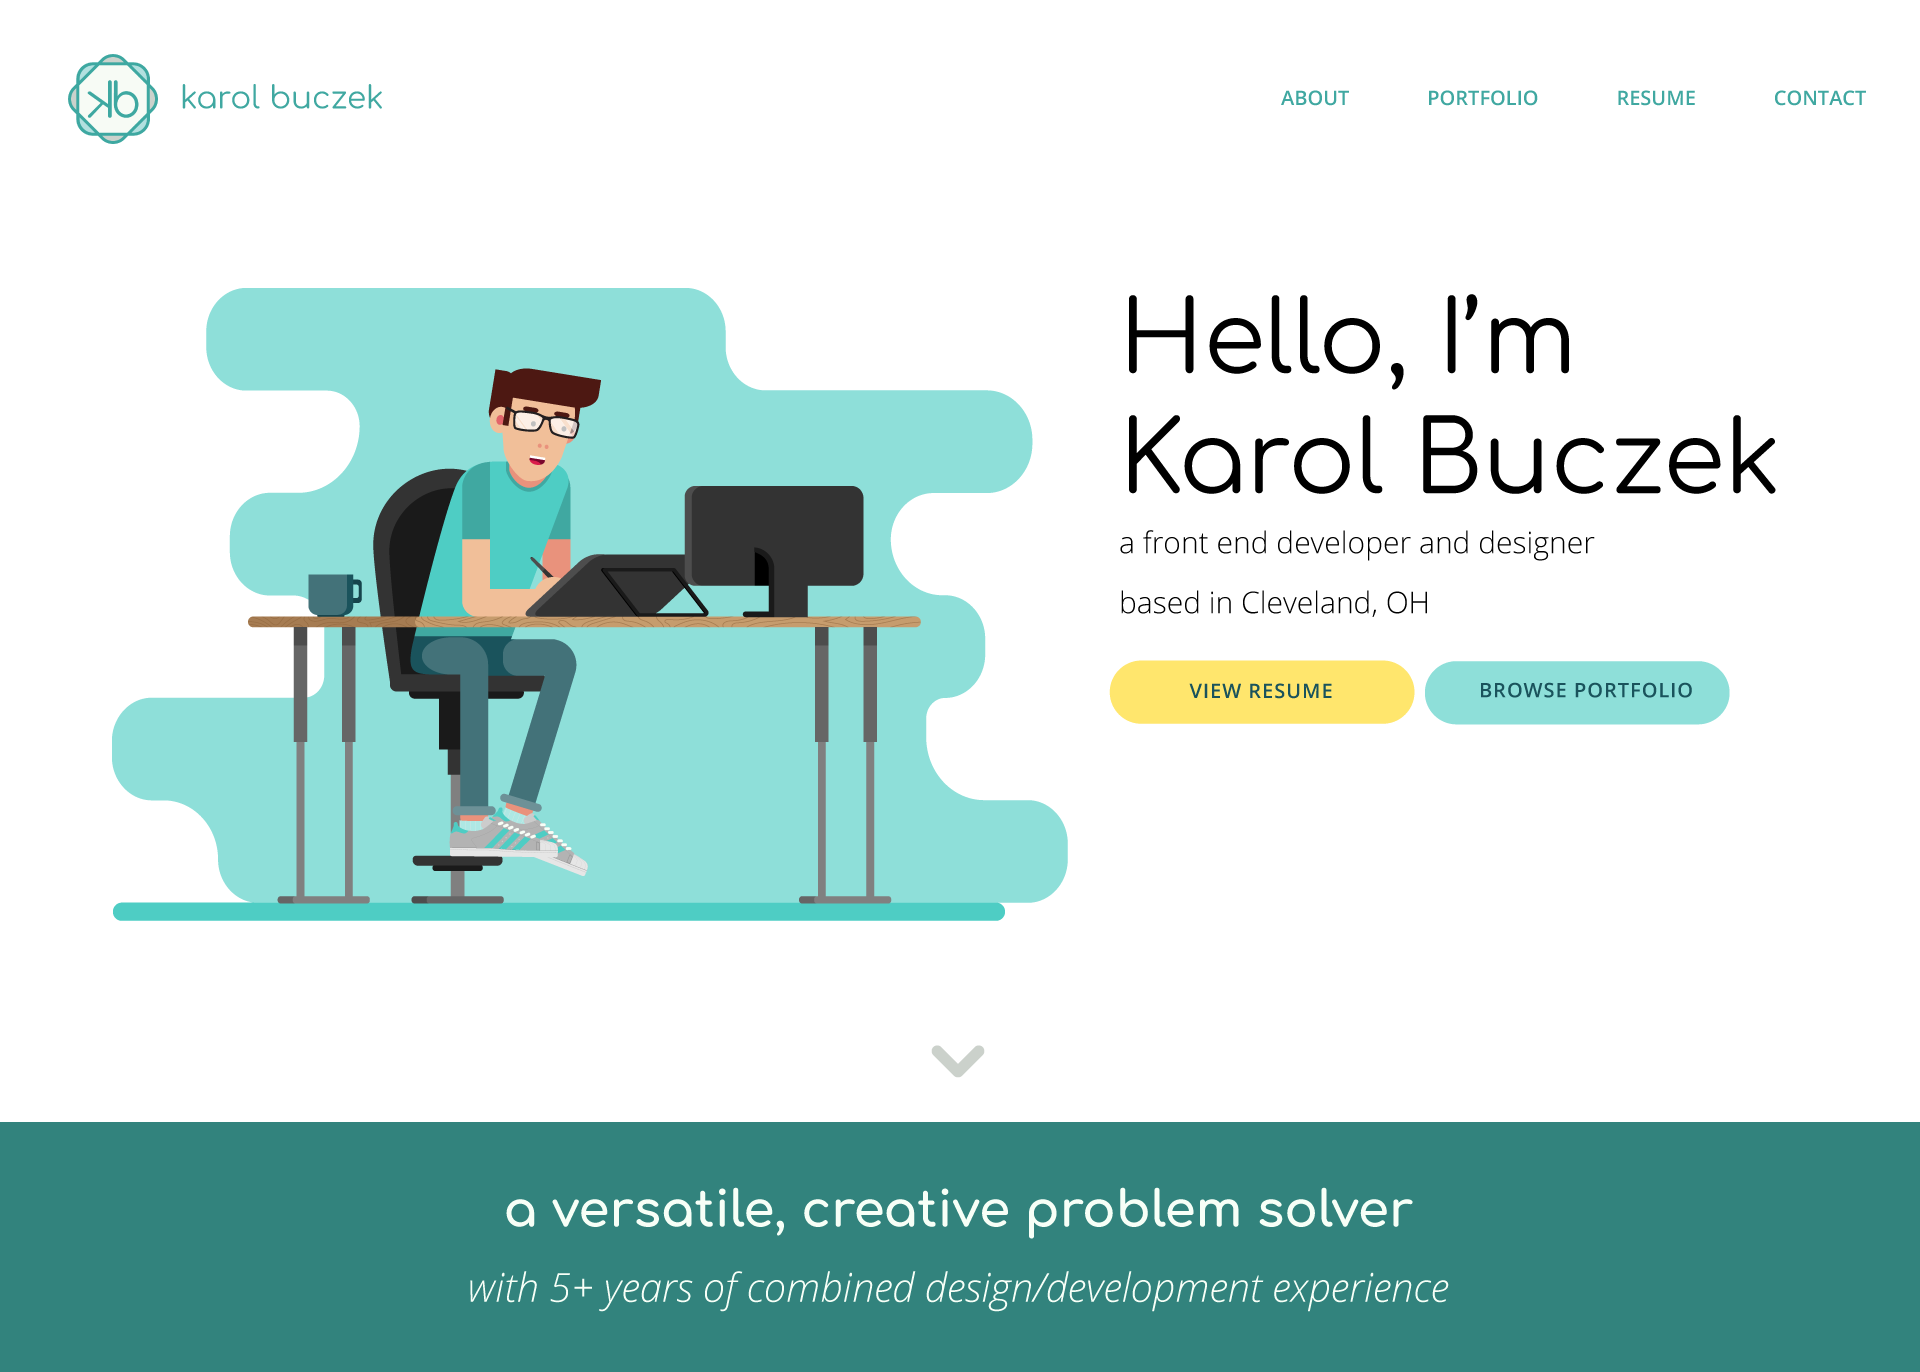 kb
karol buczek
ABOUT
PORTFOLIO
RESUME
CONTACT
Hello, I’m
Karol Buczek
a front end developer and designer
based in Cleveland, OH
VIEW RESUME
BROWSE PORTFOLIO
a versatile, creative problem solver
with 5+ years of combined design/development experience